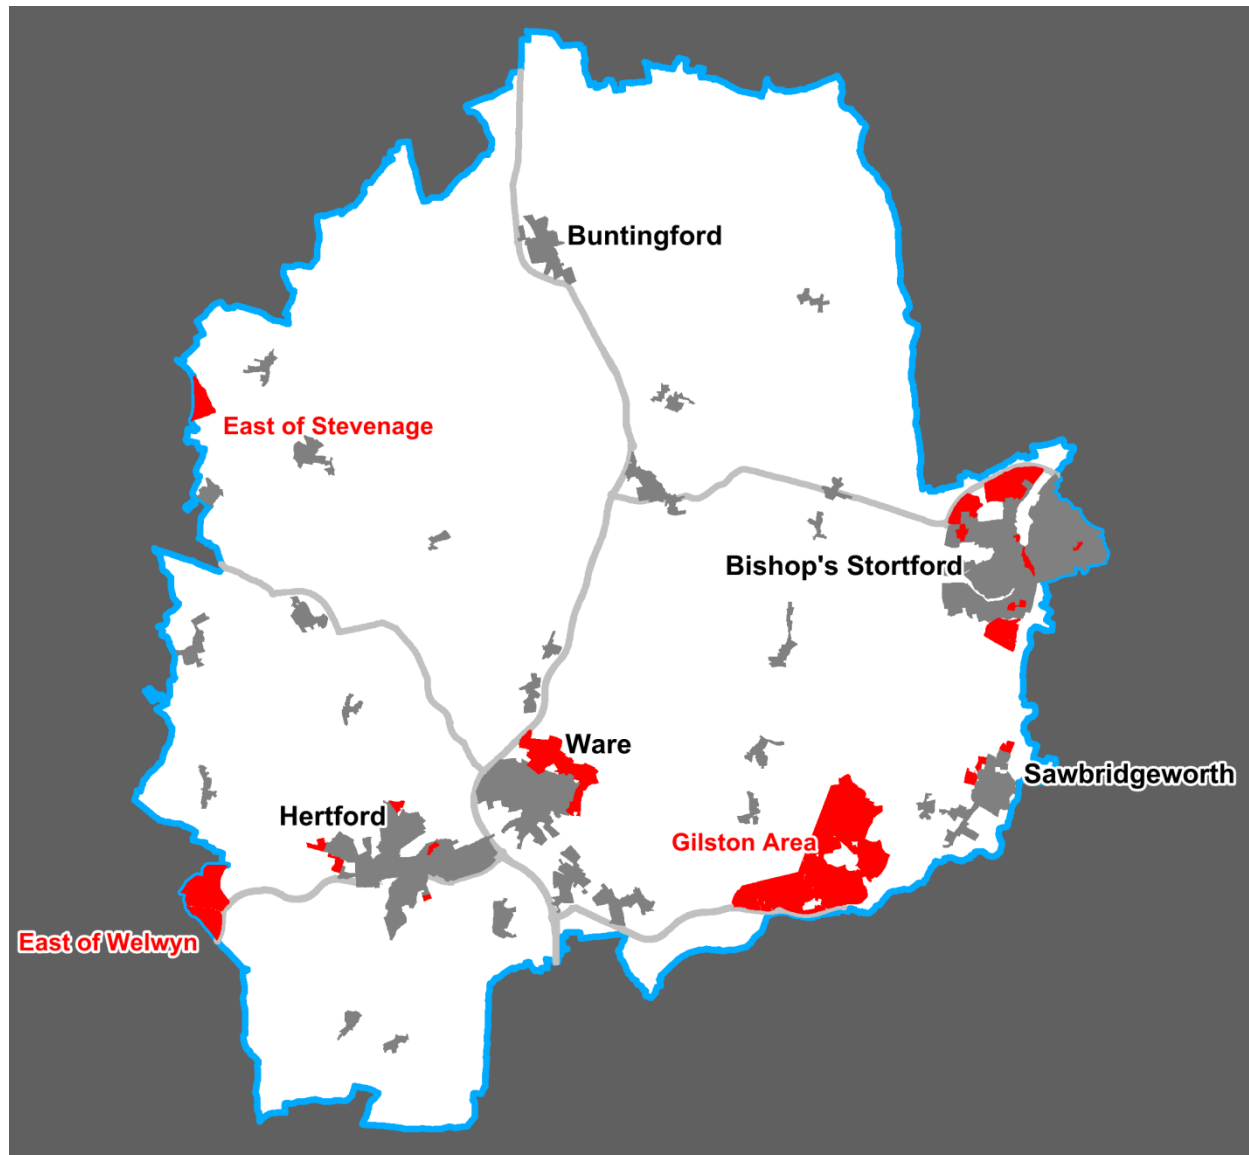 Buntingford
East of Stevenage
Bishop's Stortford
Ware
Sawbridgeworth
Hertford
Gilston Area
East of Welwyn